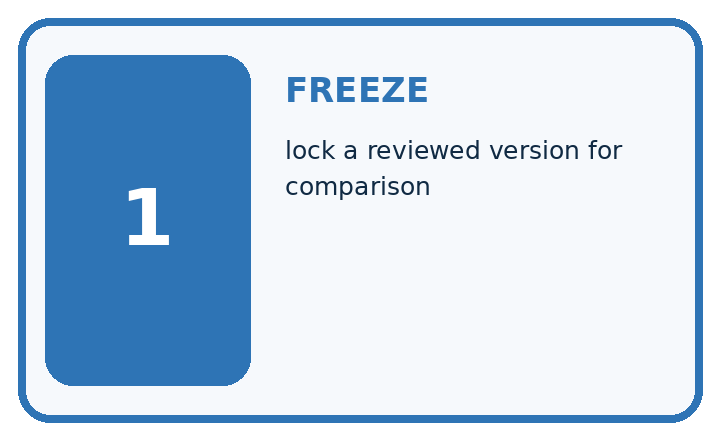 1
FREEZE
lock a reviewed version for
comparison